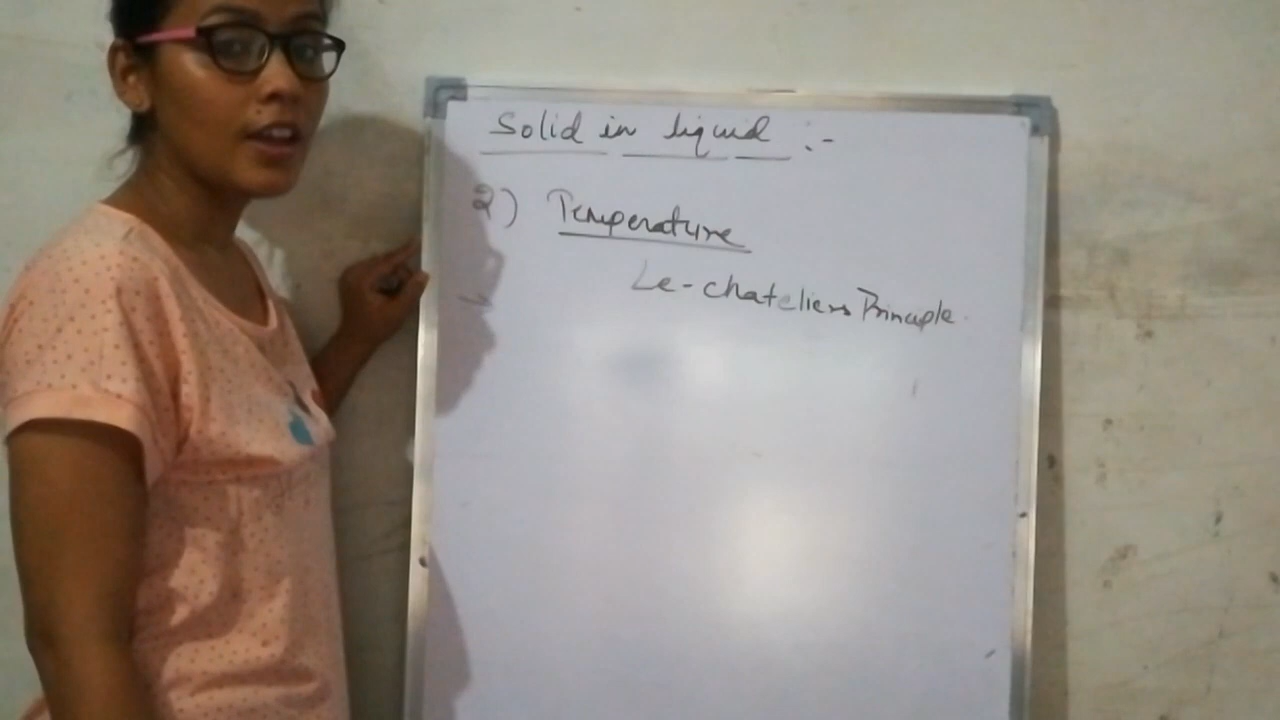 Solid in liquid :-
2) Temperature
Le-chateliers Principle.